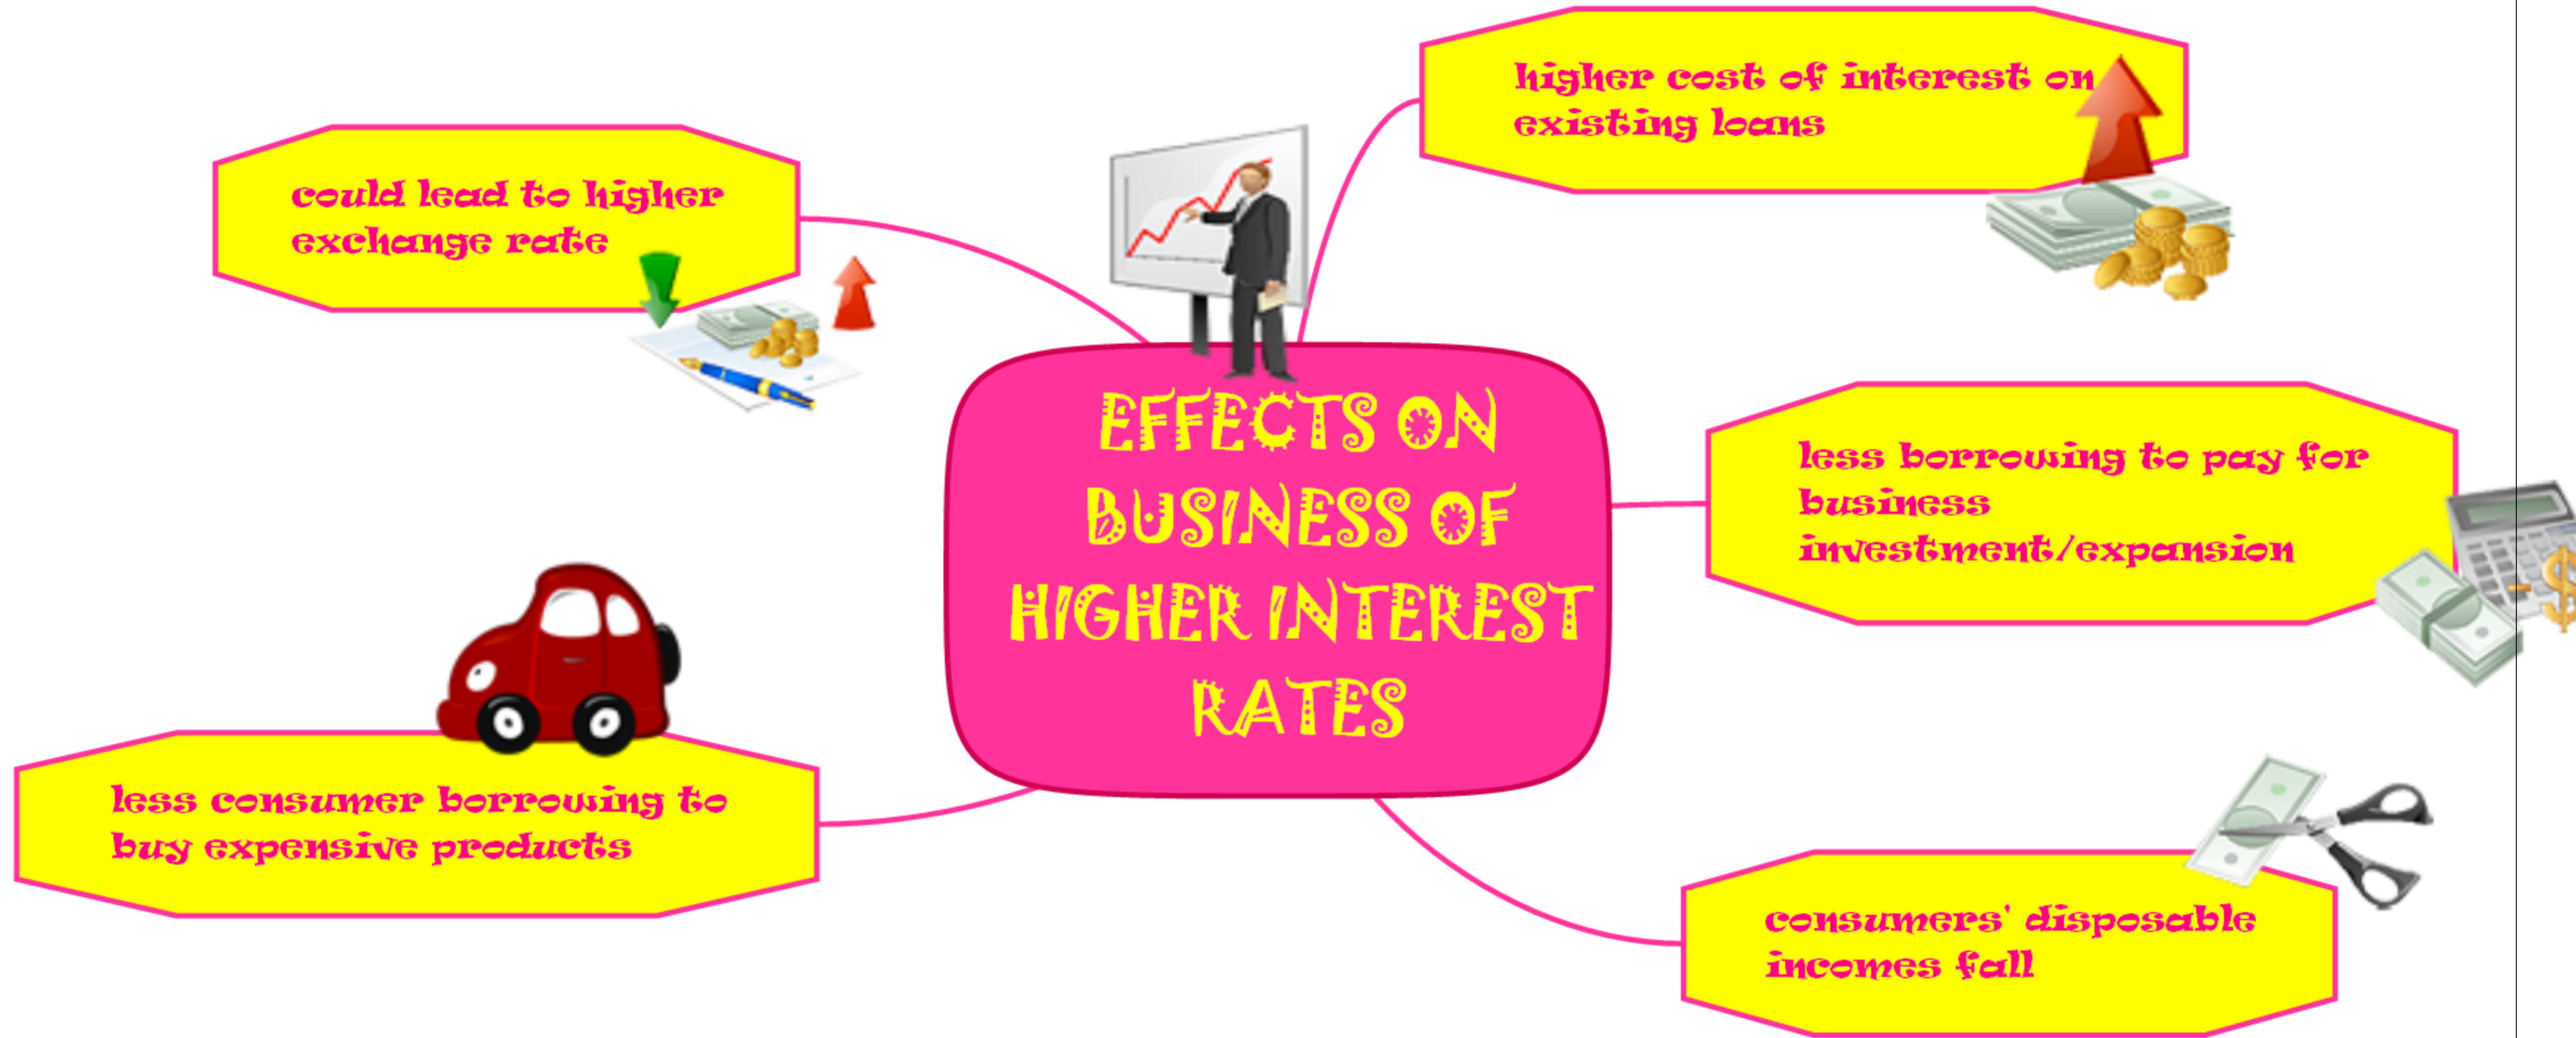 higher cost of interest on
existing loans
could lead to higher
exchange rate
EFFECTS ON
BUSINESS OF
HIGHER INTEREST
RATES
less borrowing to pay for
business
investment/expansion
less consumer borrowing to
buy expensive products
consumers' disposable
incomes fall